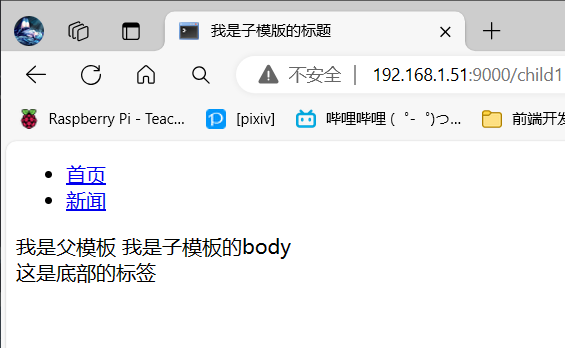 我是子模版的标题
不安全 192.168.1.51:9000/child1
Raspberry Pi - Teac... [pixiv] 哔哩哔哩 ( ゜- ゜)つ... 前端开发
首页
新闻
我是父模板 我是子模板的body
这是底部的标签